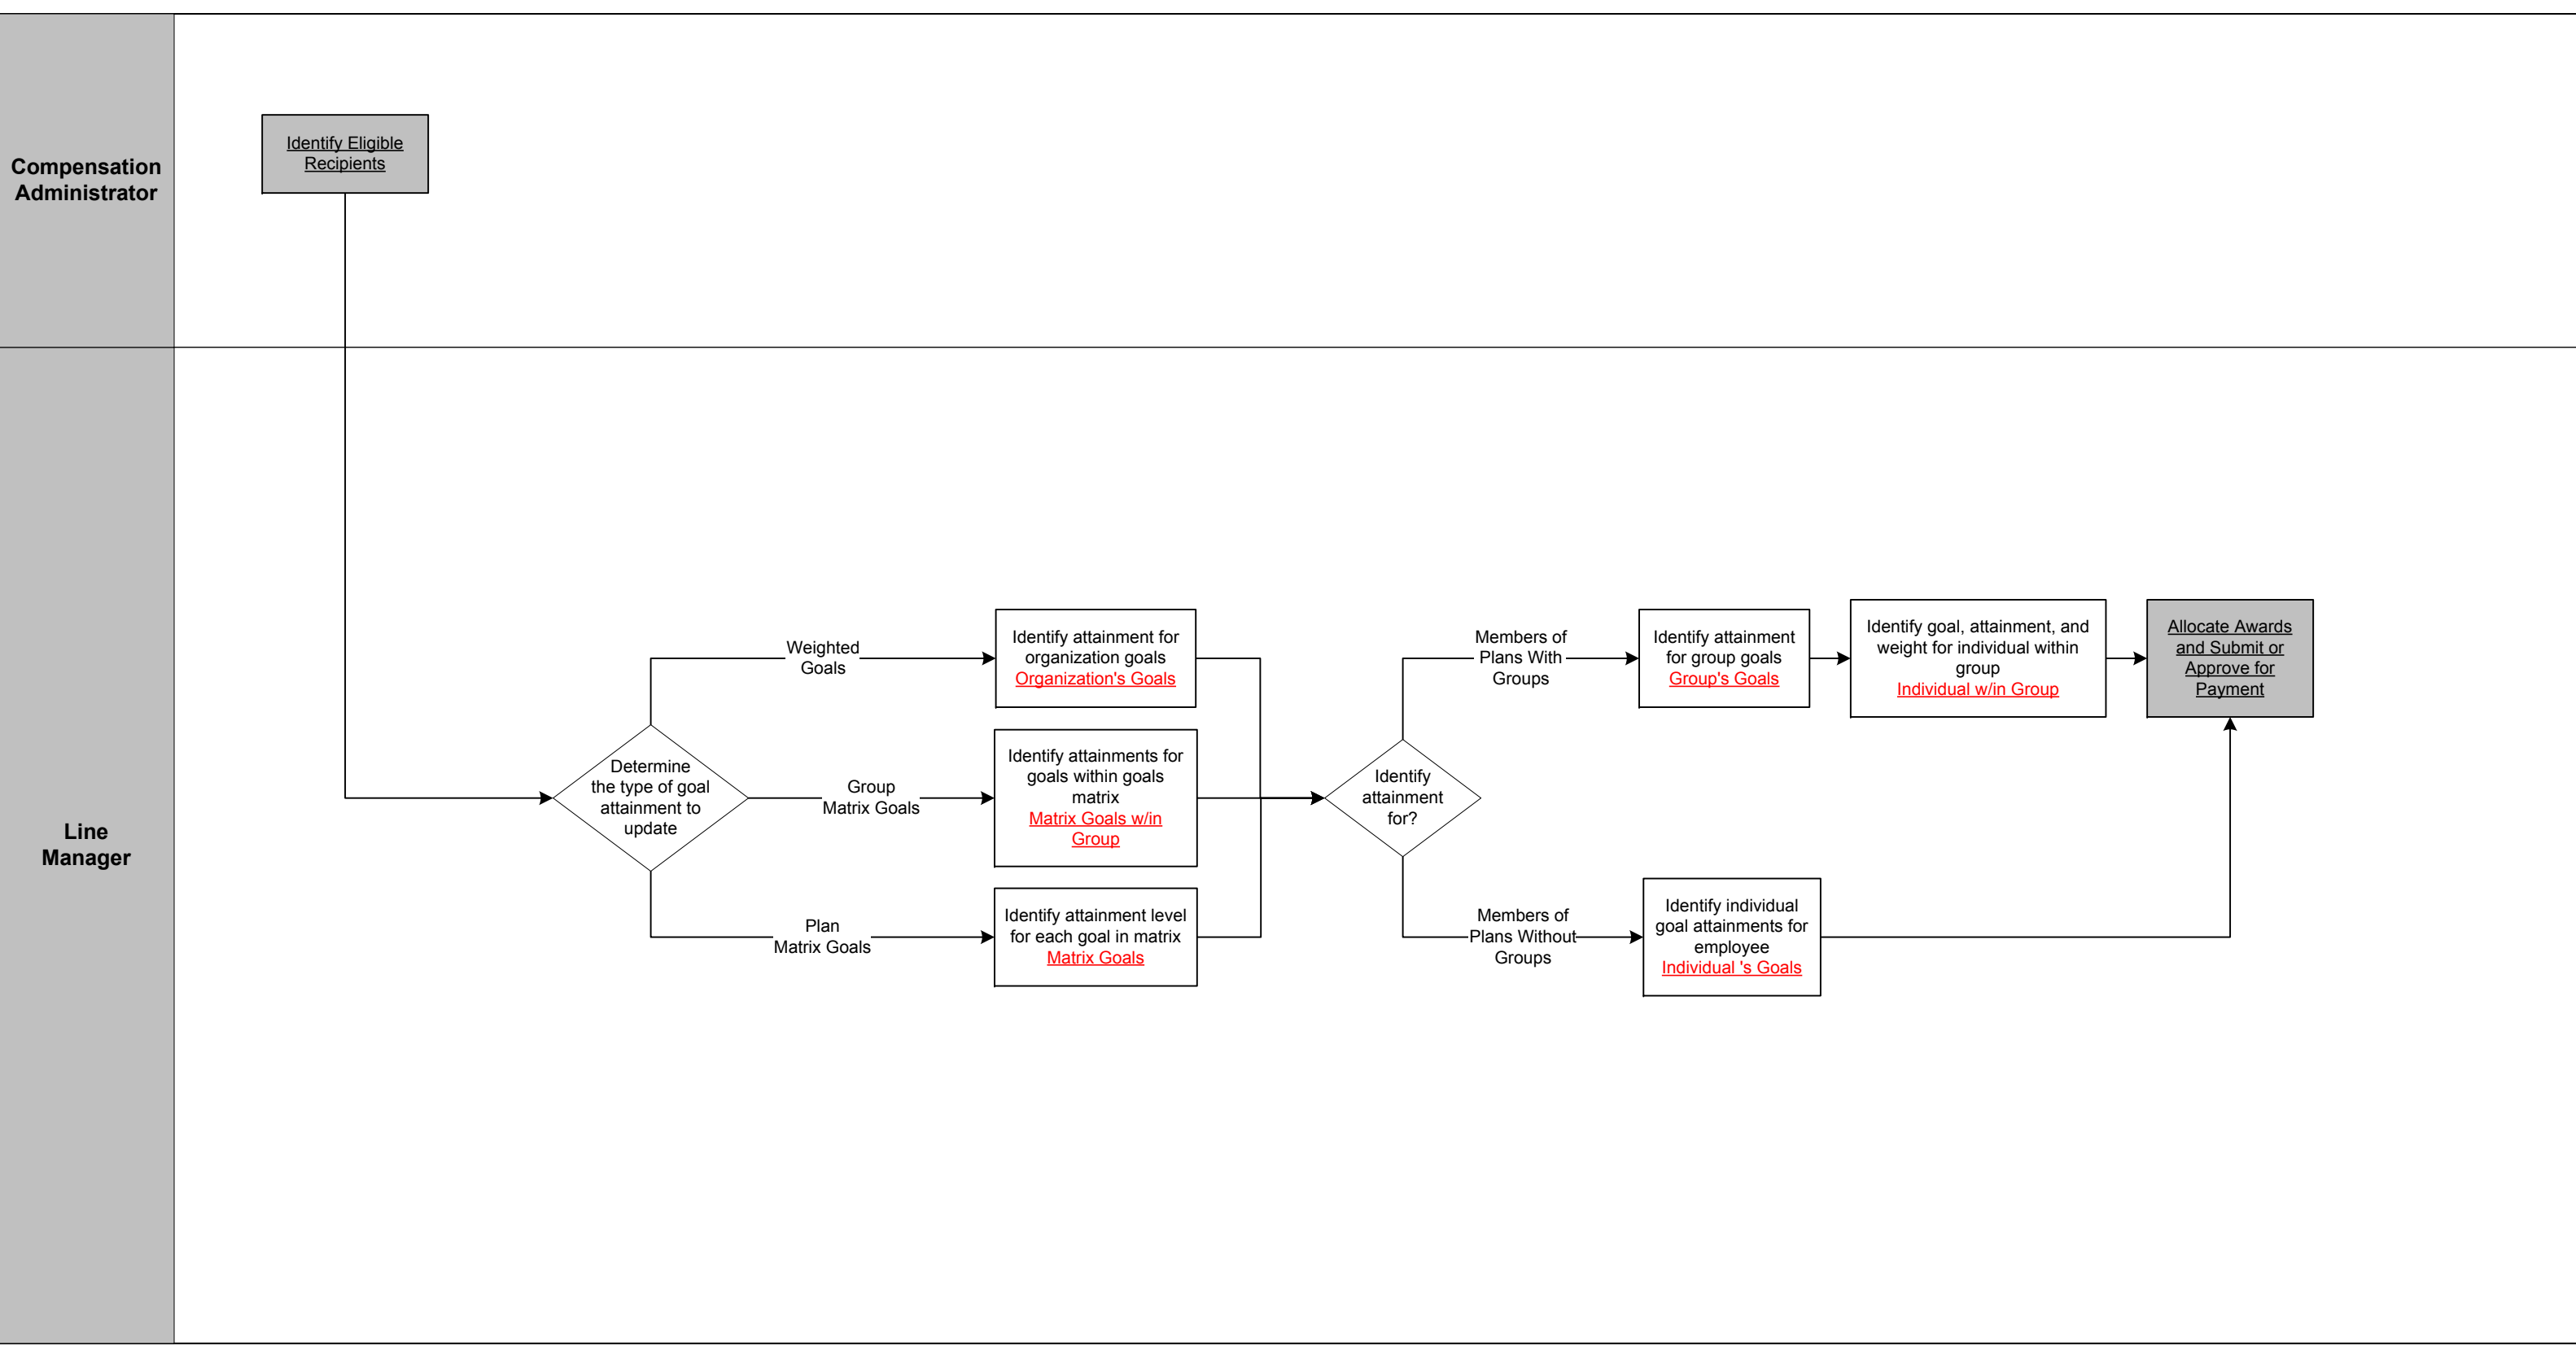 Compensation
Administrator
Identify Eligible
Recipients
Line
Manager
Determine
the type of goal
attainment to
update
Weighted
Goals
Identify attainment for
organization goals
Organization's Goals
Group
Matrix Goals
Identify attainments for
goals within goals
matrix
Matrix Goals w/in
Group
Plan
Matrix Goals
Identify attainment level
for each goal in matrix
Matrix Goals
Identify
attainment
for?
Members of
Plans With
Groups
Identify attainment
for group goals
Group's Goals
Identify goal, attainment, and
weight for individual within
group
Individual w/in Group
Allocate Awards
and Submit or
Approve for
Payment
Members of
Plans Without
Groups
Identify individual
goal attainments for
employee
Individual 's Goals